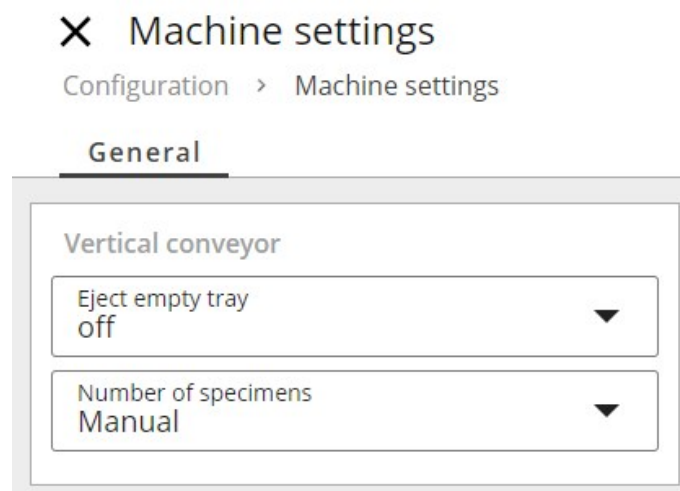 Machine settings
Configuration > Machine settings
General
Vertical conveyor
Eject empty tray
off
Number of specimens
Manual